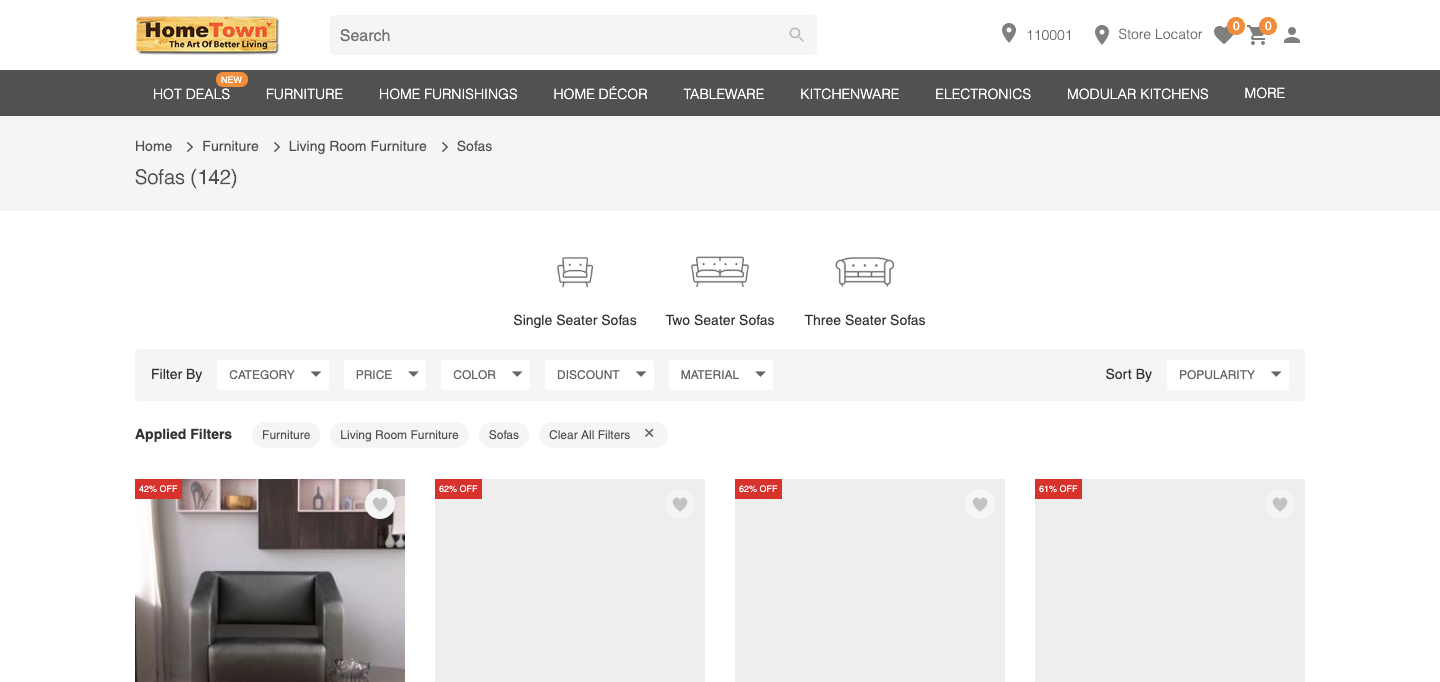 HomeTown
The Art Of Better Living
Search
110001
Store Locator
0
0
NEW
HOT DEALS
FURNITURE
HOME FURNISHINGS
HOME DÉCOR
TABLEWARE
KITCHENWARE
ELECTRONICS
MODULAR KITCHENS
MORE
Home
Furniture
Living Room Furniture
Sofas
Sofas (142)
Single Seater Sofas
Two Seater Sofas
Three Seater Sofas
Filter By
CATEGORY
PRICE
COLOR
DISCOUNT
MATERIAL
Sort By
POPULARITY
Applied Filters
Furniture
Living Room Furniture
Sofas
Clear All Filters
42% OFF
62% OFF
62% OFF
61% OFF